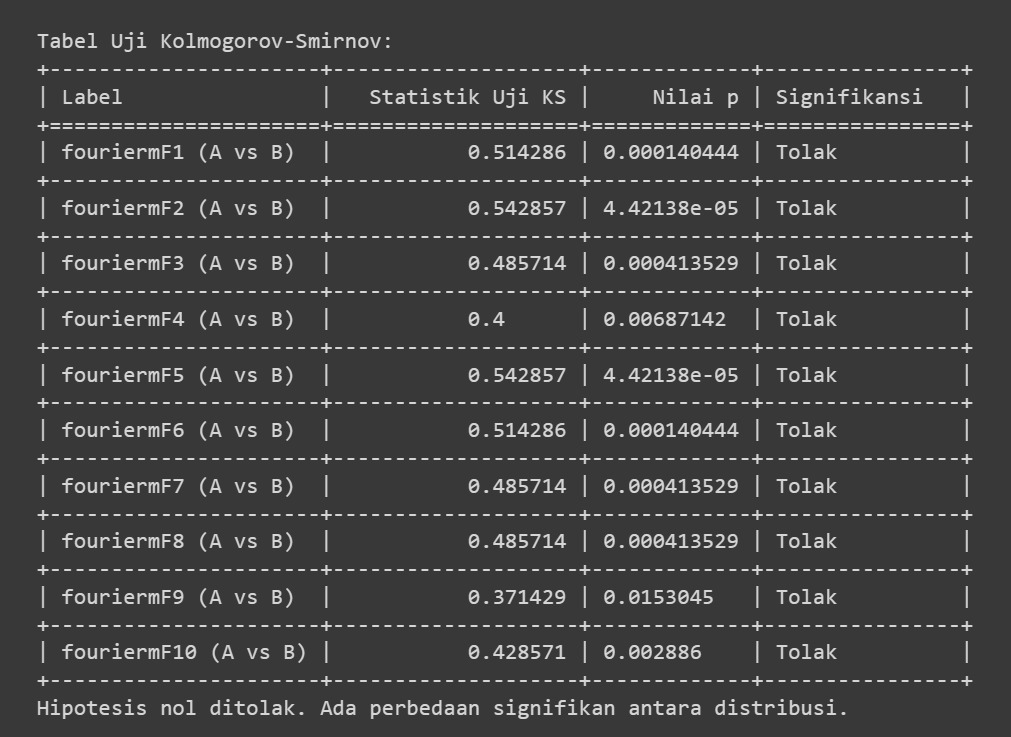 Tabel Uji Kolmogorov-Smirnov:
+----------------------+--------------------+-------------+----------------+
| Label                |   Statistik Uji KS |     Nilai p | Signifikansi   |
+======================+====================+=============+================+
| fouriermF1 (A vs B)  |           0.514286 | 0.000140444 | Tolak          |
+----------------------+--------------------+-------------+----------------+
| fouriermF2 (A vs B)  |           0.542857 | 4.42138e-05 | Tolak          |
+----------------------+--------------------+-------------+----------------+
| fouriermF3 (A vs B)  |           0.485714 | 0.000413529 | Tolak          |
+----------------------+--------------------+-------------+----------------+
| fouriermF4 (A vs B)  |           0.4      | 0.00687142  | Tolak          |
+----------------------+--------------------+-------------+----------------+
| fouriermF5 (A vs B)  |           0.542857 | 4.42138e-05 | Tolak          |
+----------------------+--------------------+-------------+----------------+
| fouriermF6 (A vs B)  |           0.514286 | 0.000140444 | Tolak          |
+----------------------+--------------------+-------------+----------------+
| fouriermF7 (A vs B)  |           0.485714 | 0.000413529 | Tolak          |
+----------------------+--------------------+-------------+----------------+
| fouriermF8 (A vs B)  |           0.485714 | 0.000413529 | Tolak          |
+----------------------+--------------------+-------------+----------------+
| fouriermF9 (A vs B)  |           0.371429 | 0.0153045   | Tolak          |
+----------------------+--------------------+-------------+----------------+
| fouriermF10 (A vs B) |           0.428571 | 0.002886    | Tolak          |
+----------------------+--------------------+-------------+----------------+
Hipotesis nol ditolak. Ada perbedaan signifikan antara distribusi.